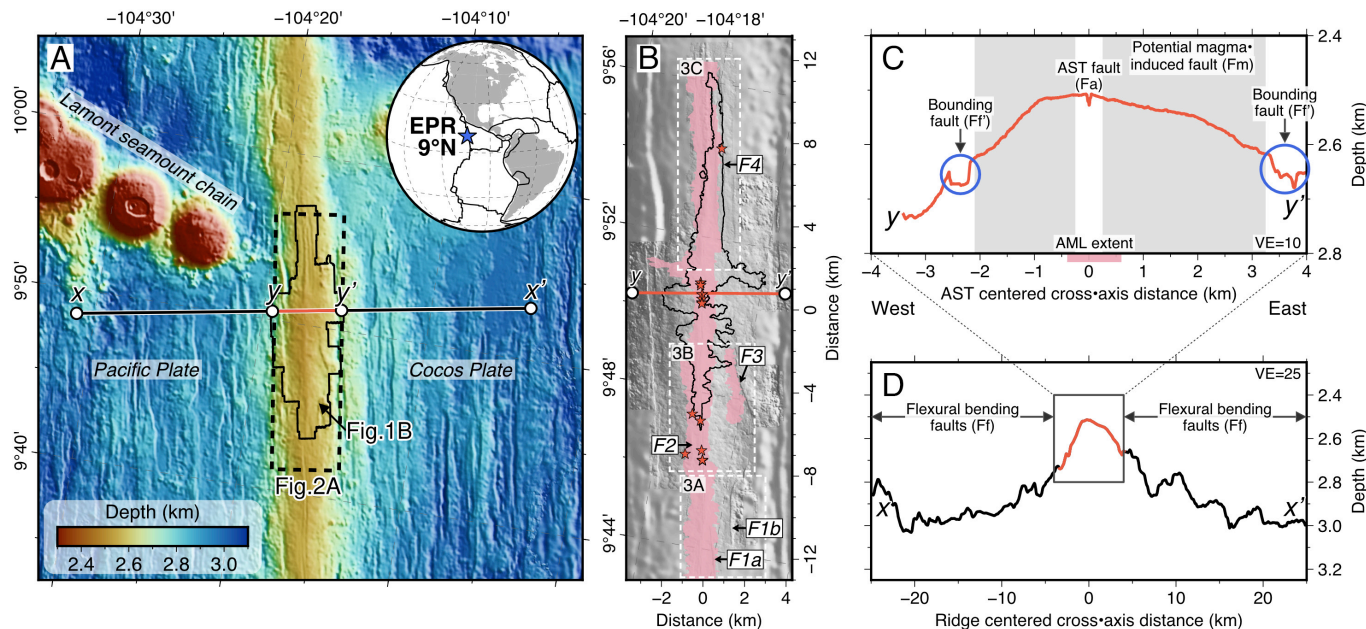 −104°30'
−104°20'
−104°10'
10°00'
9°50'
9°40'
A
Lamont seamount
chain
EPR
9°N
x
y
y'
x'
Pacific Plate
Cocos Plate
Fig.1B
Fig.2A
Depth (km)
2.4
2.6
2.8
3.0
−104°20'
−104°18'
9°56'
9°52'
9°48'
9°44'
B
3C
F4
y
y'
3B
F3
F2
3A
F1b
F1a
12
8
4
0
−4
−8
−12
Distance (km)
−2
0
2
4
Distance (km)
C
Potential magma•
induced fault (Fm)
AST fault
(Fa)
Bounding
fault (Ff')
Bounding
fault (Ff')
y
y'
AML extent
VE=10
2.4
2.6
2.8
Depth (km)
−4
−3
−2
−1
0
1
2
3
4
AST centered cross•axis distance (km)
West
East
D
VE=25
Flexural bending
faults (Ff)
Flexural bending
faults (Ff)
x
x'
2.4
2.6
2.8
3.0
3.2
Depth (km)
−20
−10
0
10
20
Ridge centered cross•axis distance (km)